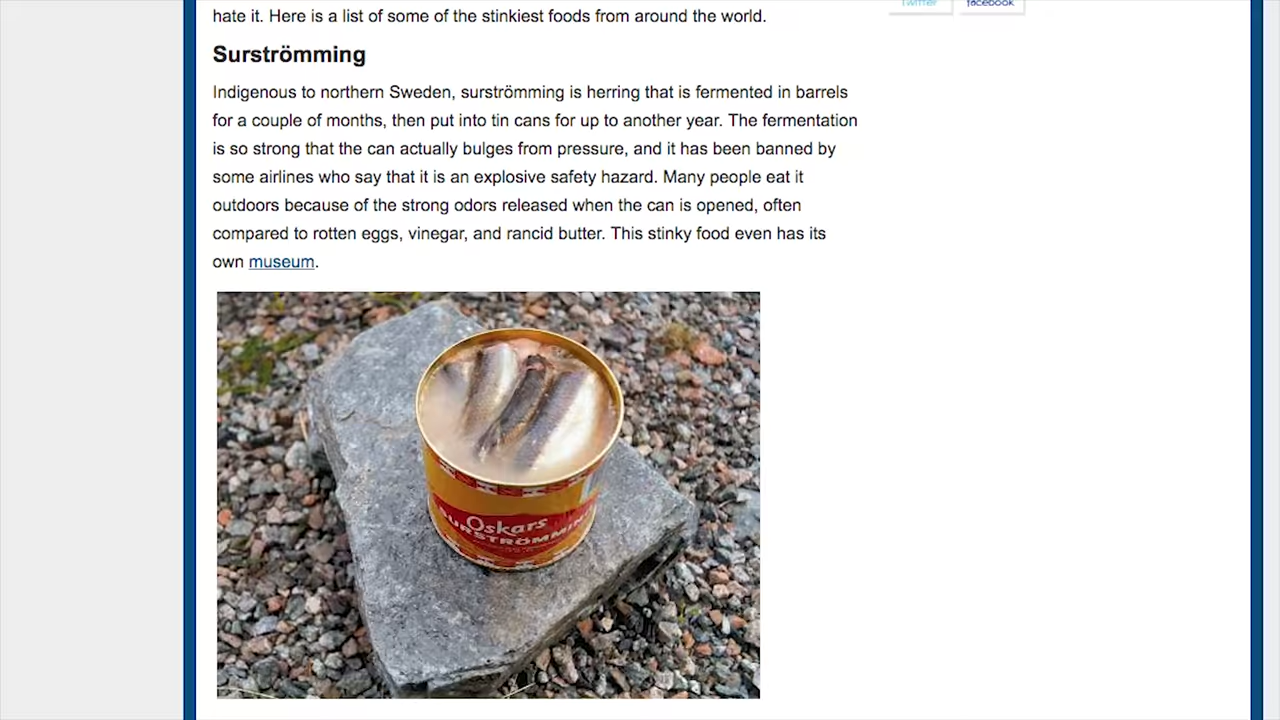 hate it. Here is a list of some of the stinkiest foods from around the world.
twitter facebook
Surströmming
Indigenous to northern Sweden, surströmming is herring that is fermented in barrels
for a couple of months, then put into tin cans for up to another year. The fermentation
is so strong that the can actually bulges from pressure, and it has been banned by
some airlines who say that it is an explosive safety hazard. Many people eat it
outdoors because of the strong odors released when the can is opened, often
compared to rotten eggs, vinegar, and rancid butter. This stinky food even has its
own museum.
Oskars
SURSTRÖMMING